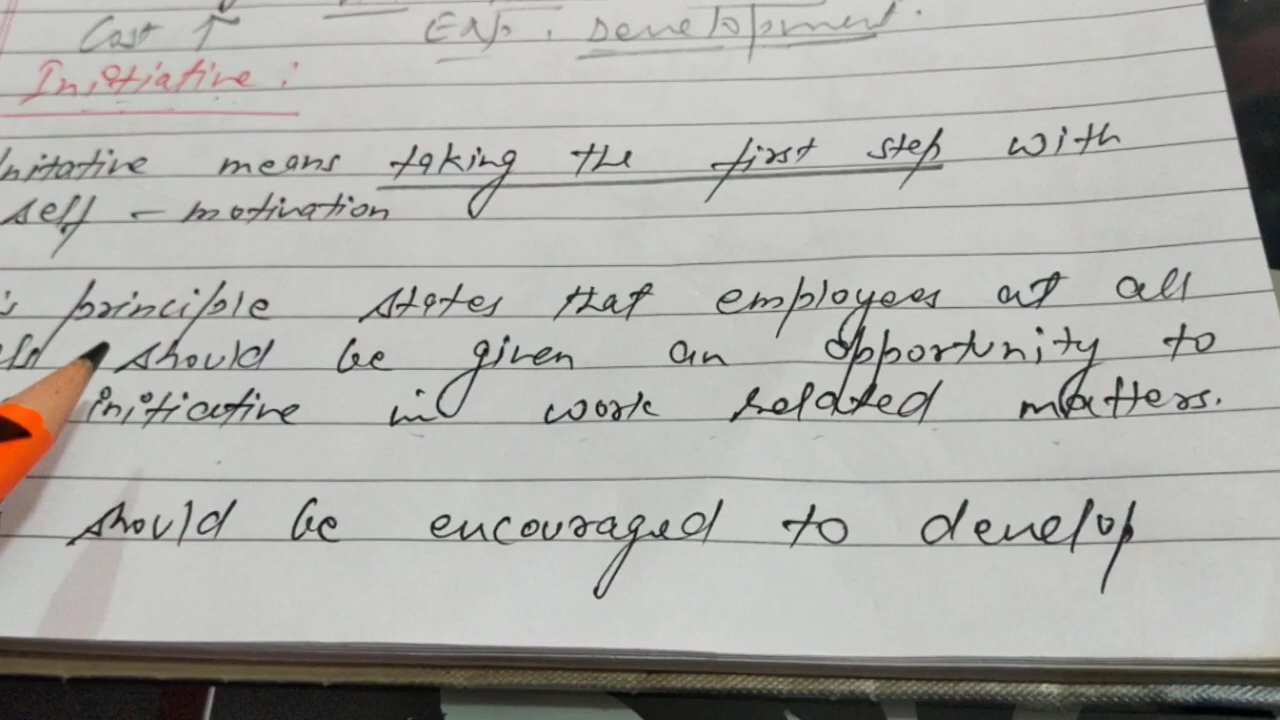 Cost ↑ Exp. Development.
Initiative :
nitative means taking the first step with
self - motivation
principle states that employees at all
should be given an opportunity to
initiative in work related matters.
should be encouraged to develop